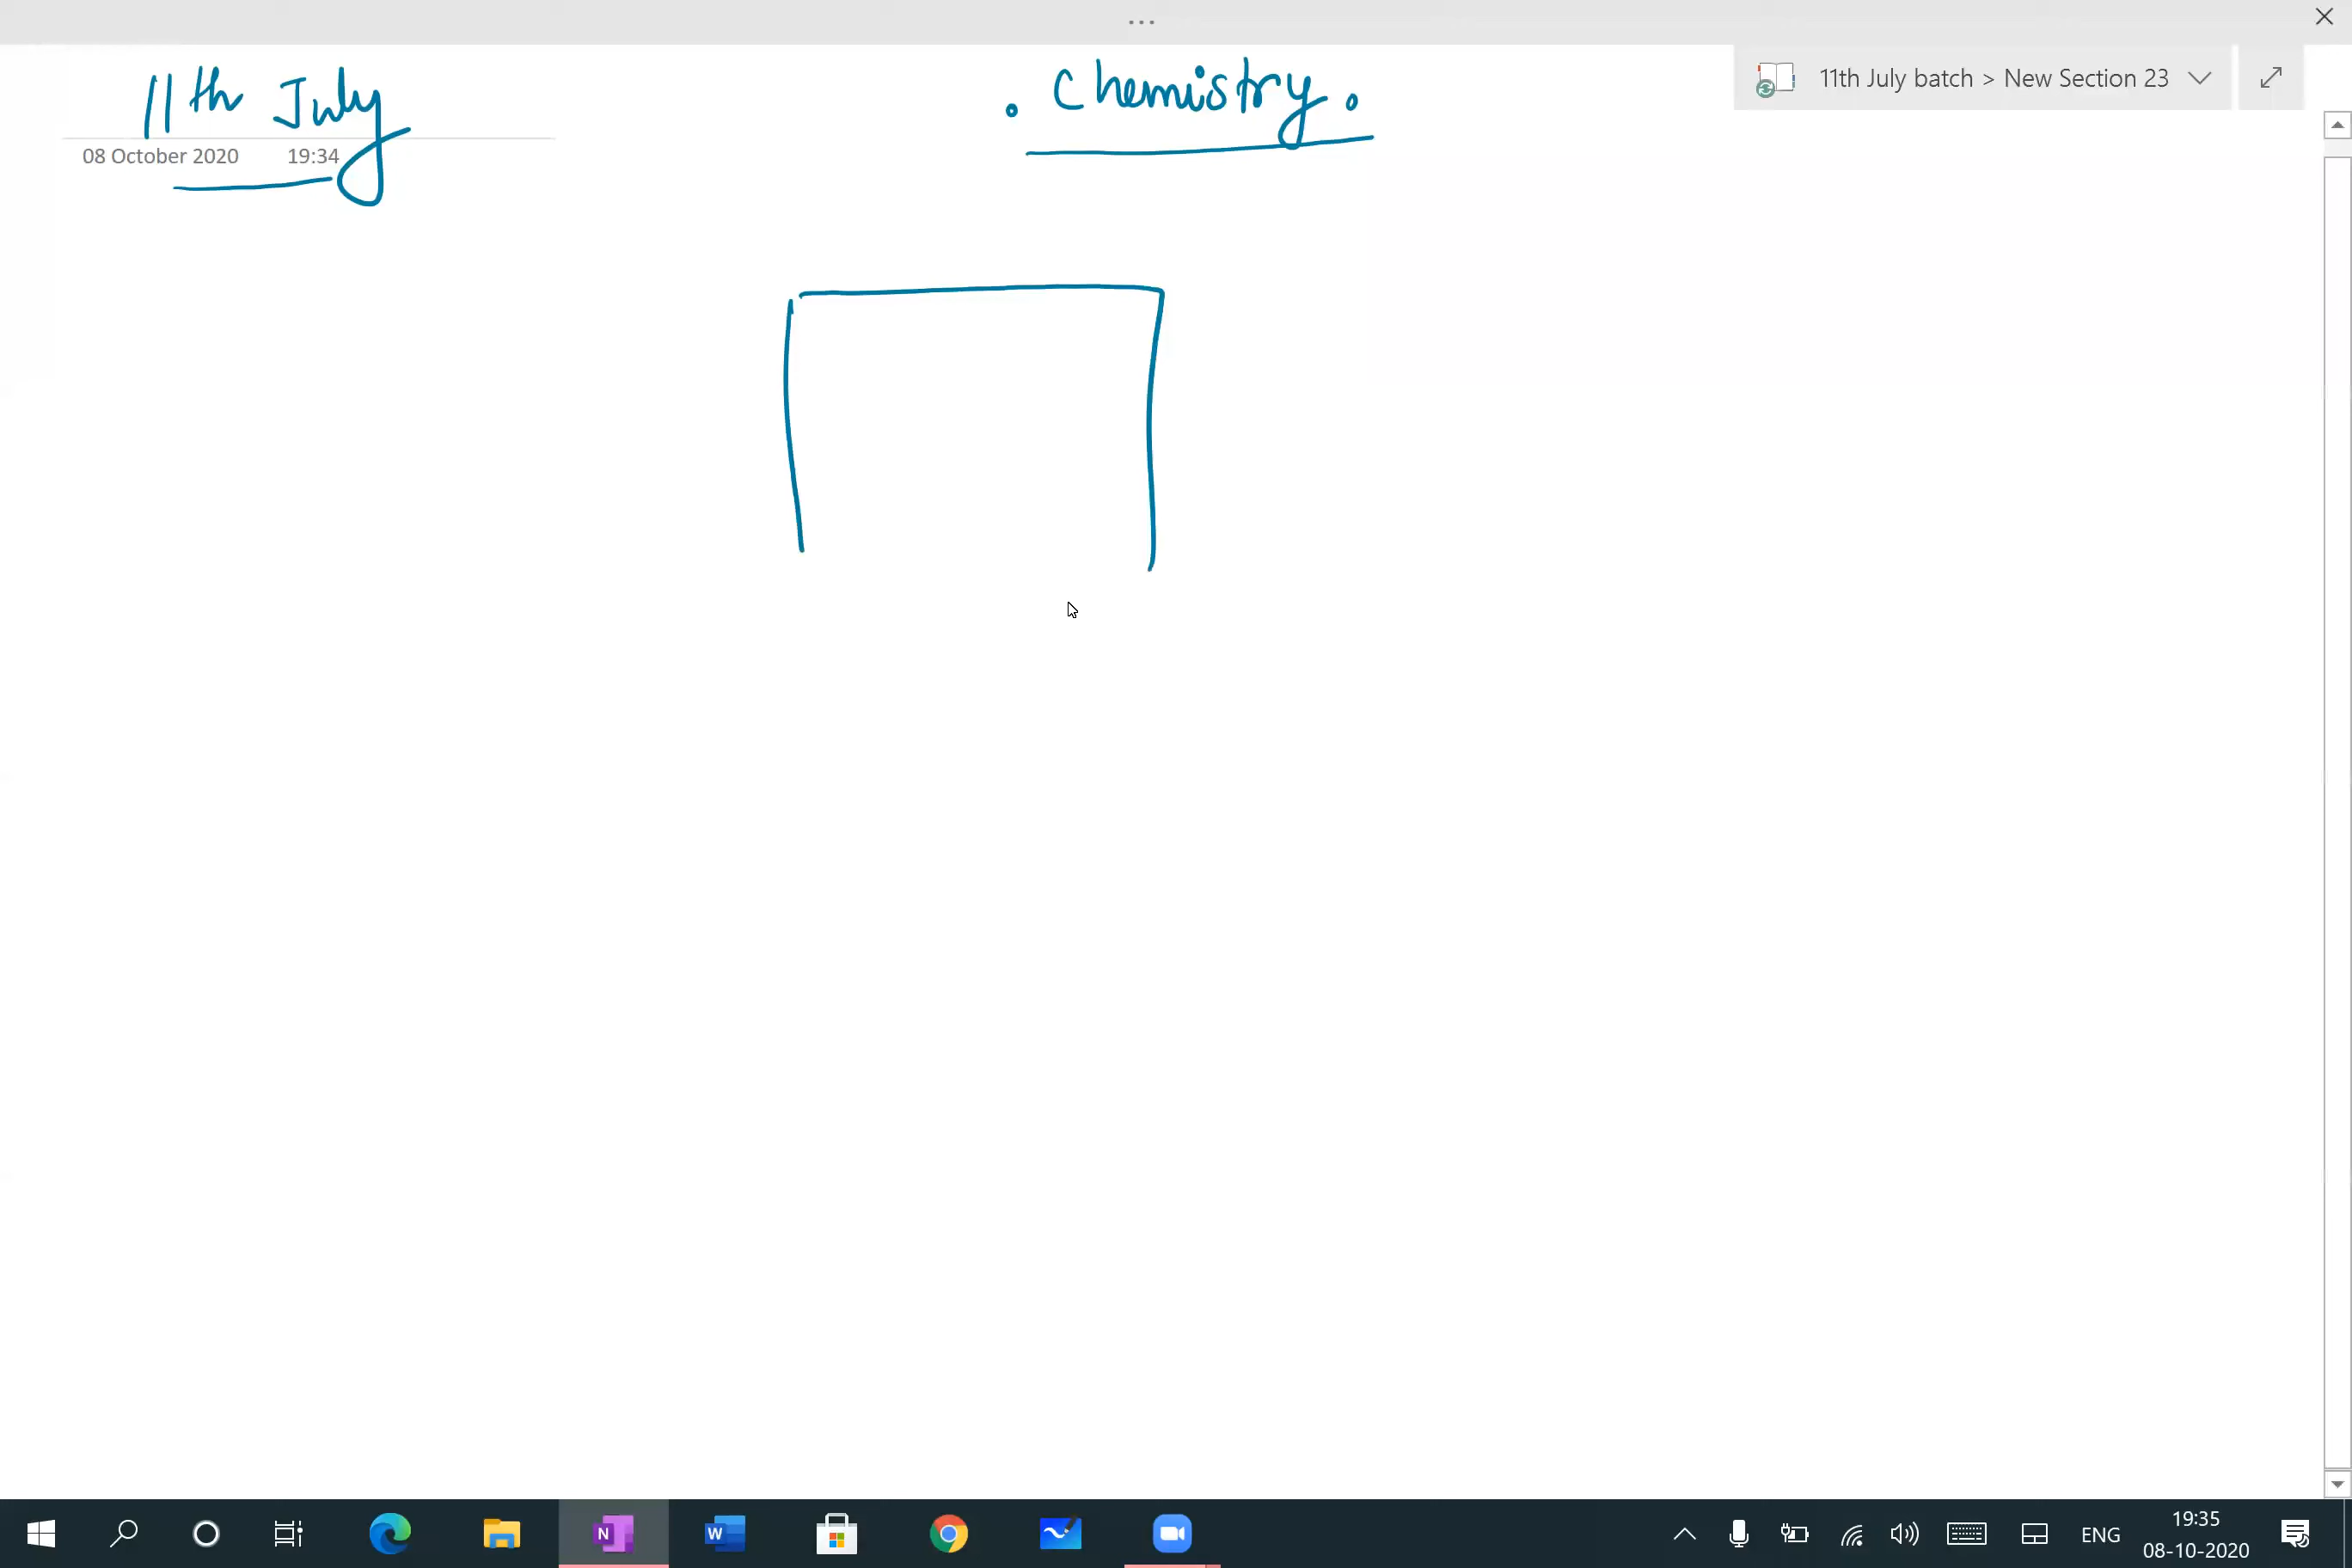 11th July
. Chemistry .
11th July batch > New Section 23
08 October 2020 19:34
ENG
19:35
08-10-2020